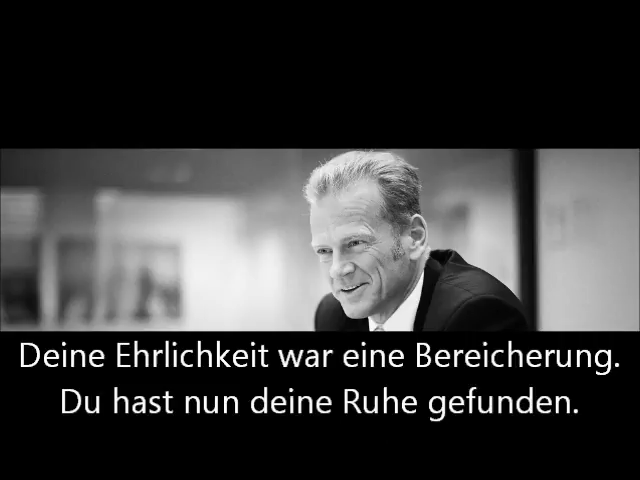 Deine Ehrlichkeit war eine Bereicherung.
Du hast nun deine Ruhe gefunden.